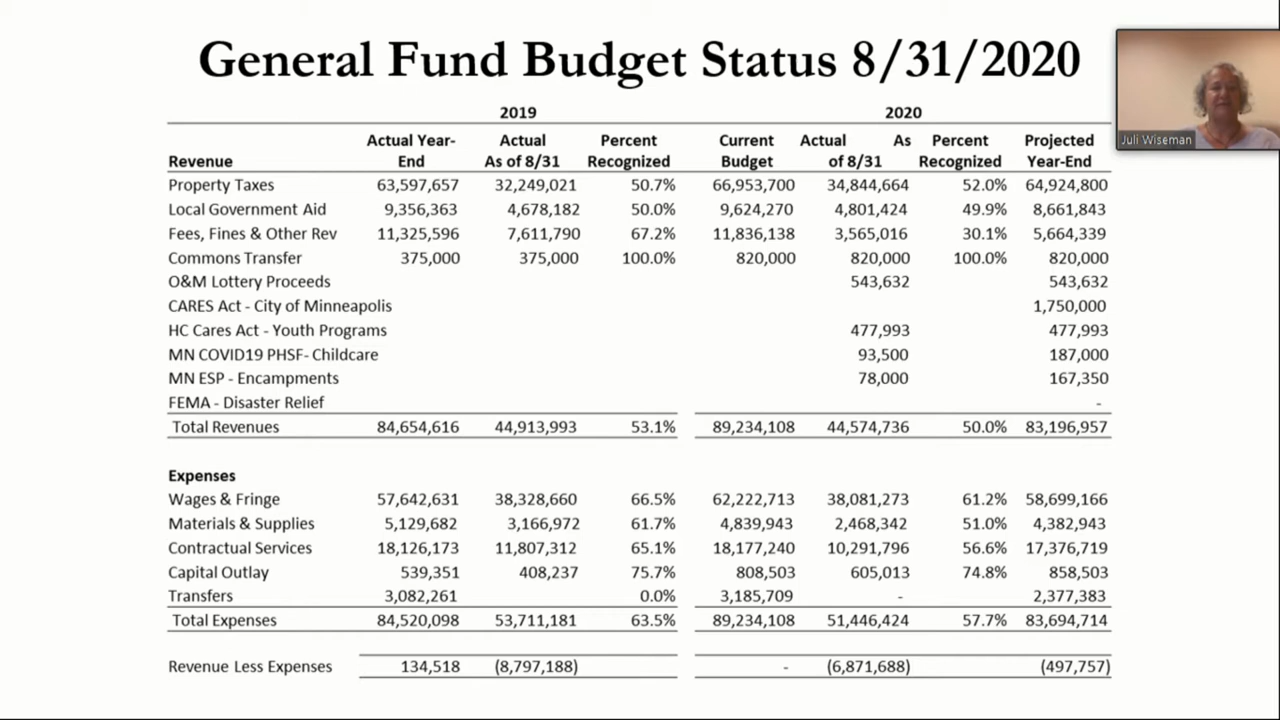 General Fund Budget Status 8/31/2020
Juli Wiseman
2019 2020
Actual Year- Actual Percent Current Actual As Percent Projected
Revenue End As of 8/31 Recognized Budget of 8/31 Recognized Year-End
Property Taxes 63,597,657 32,249,021 50.7% 66,953,700 34,844,664 52.0% 64,924,800
Local Government Aid 9,356,363 4,678,182 50.0% 9,624,270 4,801,424 49.9% 8,661,843
Fees, Fines & Other Rev 11,325,596 7,611,790 67.2% 11,836,138 3,565,016 30.1% 5,664,339
Commons Transfer 375,000 375,000 100.0% 820,000 820,000 100.0% 820,000
O&M Lottery Proceeds 543,632 543,632
CARES Act - City of Minneapolis 1,750,000
HC Cares Act - Youth Programs 477,993 477,993
MN COVID19 PHSF- Childcare 93,500 187,000
MN ESP - Encampments 78,000 167,350
FEMA - Disaster Relief -
Total Revenues 84,654,616 44,913,993 53.1% 89,234,108 44,574,736 50.0% 83,196,957
Expenses
Wages & Fringe 57,642,631 38,328,660 66.5% 62,222,713 38,081,273 61.2% 58,699,166
Materials & Supplies 5,129,682 3,166,972 61.7% 4,839,943 2,468,342 51.0% 4,382,943
Contractual Services 18,126,173 11,807,312 65.1% 18,177,240 10,291,796 56.6% 17,376,719
Capital Outlay 539,351 408,237 75.7% 808,503 605,013 74.8% 858,503
Transfers 3,082,261 0.0% 3,185,709 - 2,377,383
Total Expenses 84,520,098 53,711,181 63.5% 89,234,108 51,446,424 57.7% 83,694,714
Revenue Less Expenses 134,518 (8,797,188) - (6,871,688) (497,757)